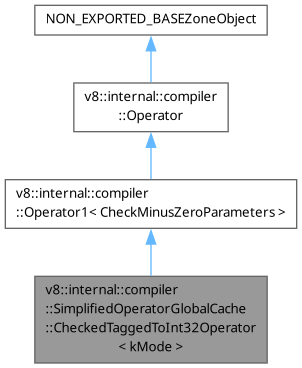 NON_EXPORTED_BASEZoneObject
v8::internal::compiler
::Operator
v8::internal::compiler
::Operator1< CheckMinusZeroParameters >
v8::internal::compiler
::SimplifiedOperatorGlobalCache
::CheckedTaggedToInt32Operator
< kMode >